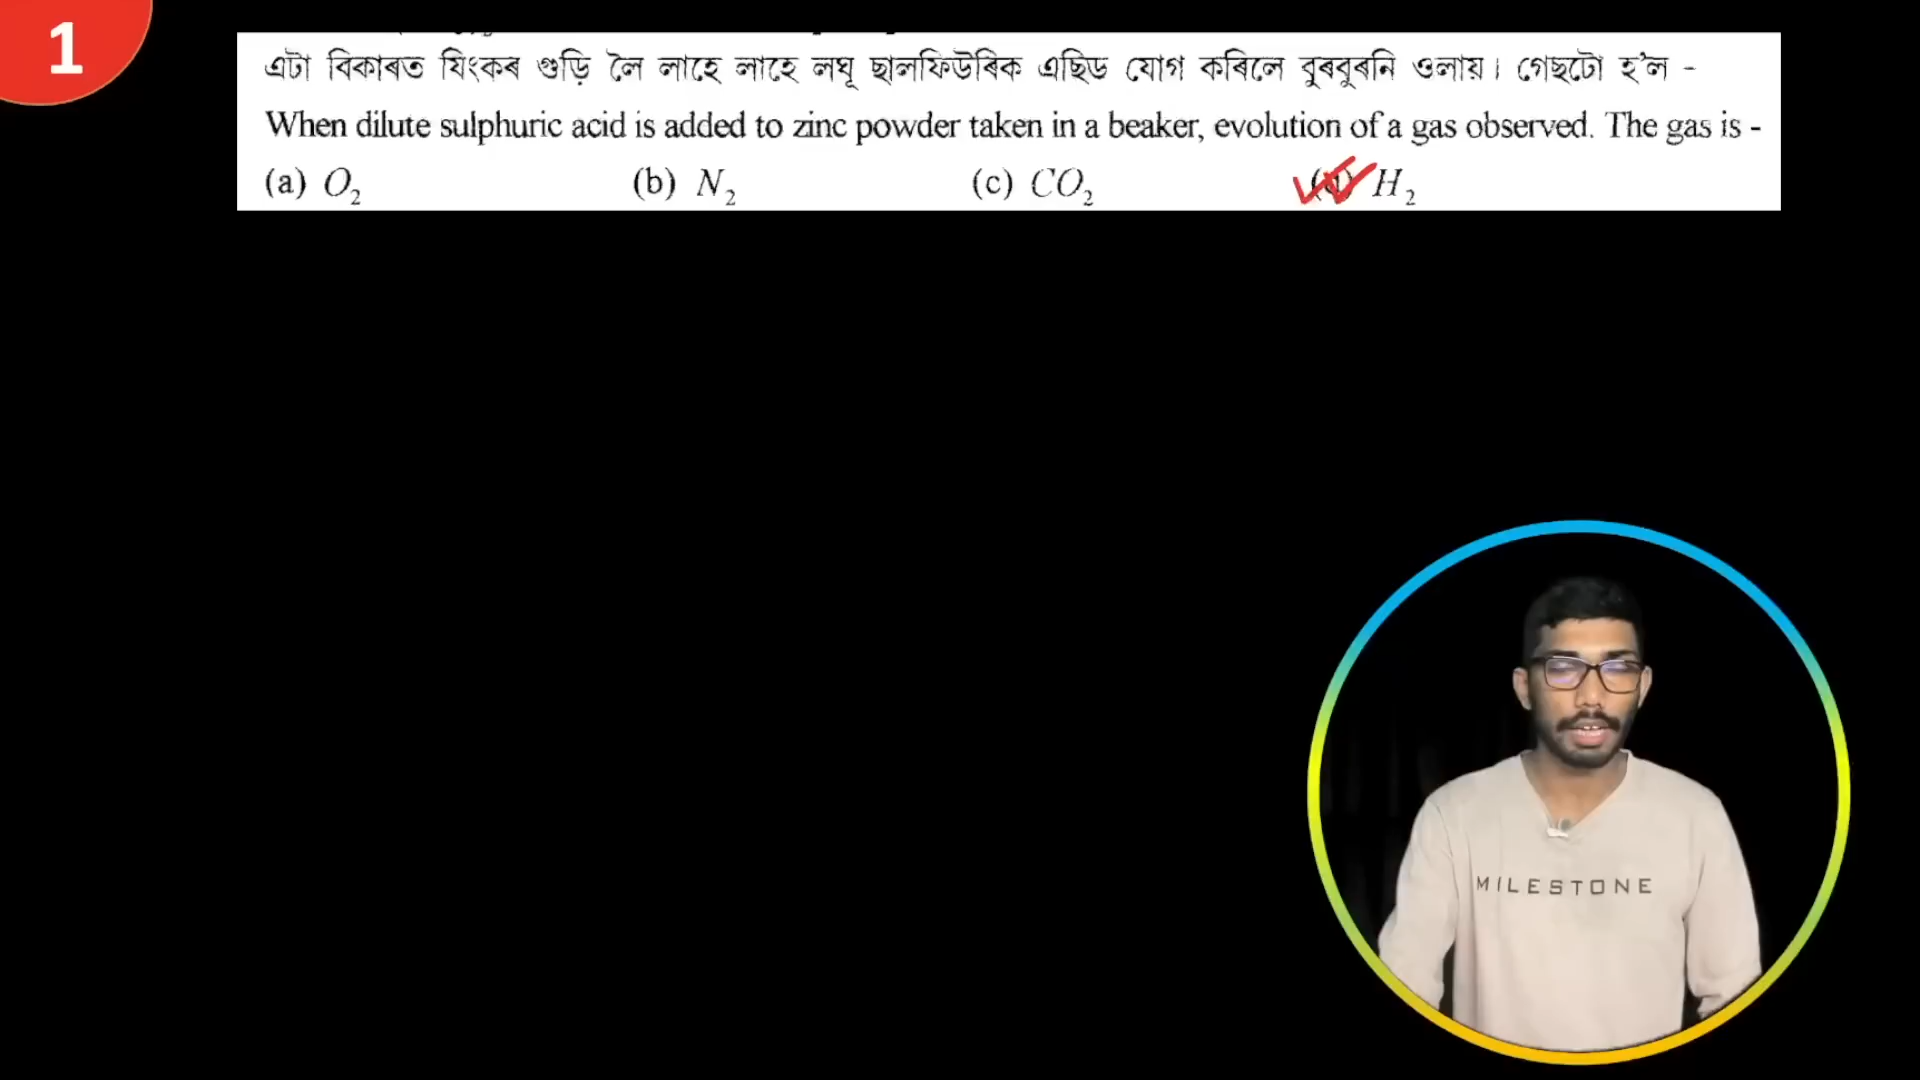 1
এটা বিকাৰত যিংকৰ গুড়ি লৈ লাহে লাহে লঘূ ছালফিউৰিক এছিড যোগ কৰিলে বুৰবুৰনি ওলায়। গেছটো হ'ল -
When dilute sulphuric acid is added to zinc powder taken in a beaker, evolution of a gas observed. The gas is -
(a) O₂ (b) N₂ (c) CO₂ (d) H₂
MILESTONE